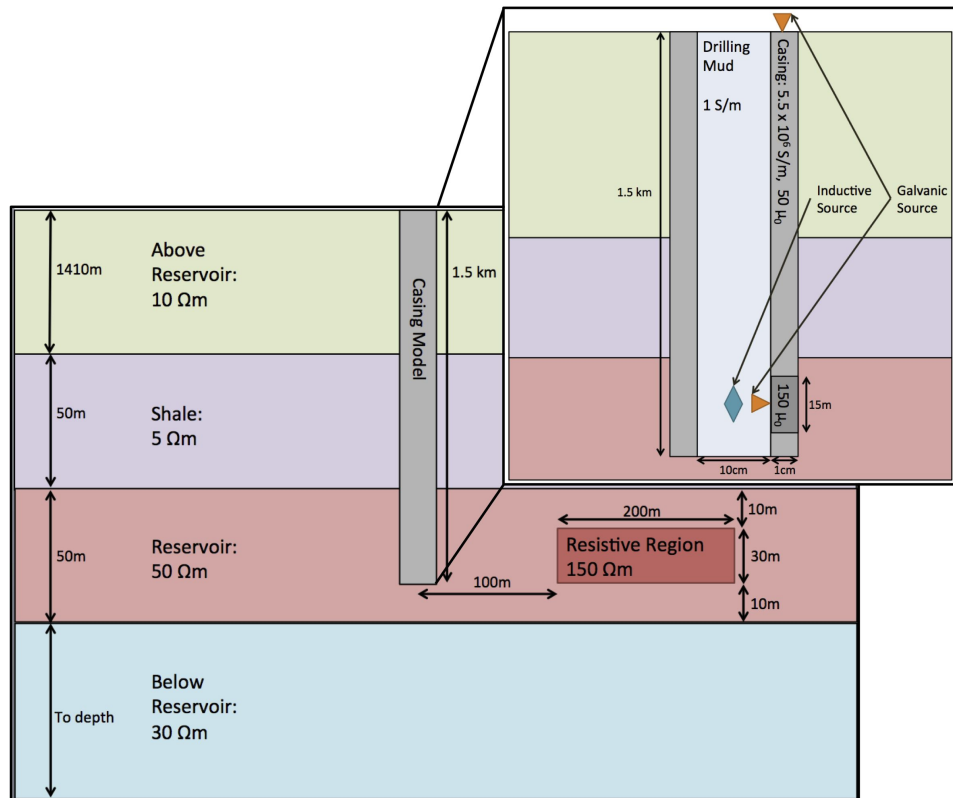 Drilling
Mud
1 S/m
Casing: 5.5 x 10⁶ S/m, 50 μ₀
1.5 km
Inductive
Source
Galvanic
Source
150 μ₀
15m
10cm
1cm
1410m
Above
Reservoir:
10 Ωm
Casing Model
1.5 km
50m
Shale:
5 Ωm
50m
Reservoir:
50 Ωm
200m
10m
Resistive Region
150 Ωm
30m
100m
10m
To depth
Below
Reservoir:
30 Ωm